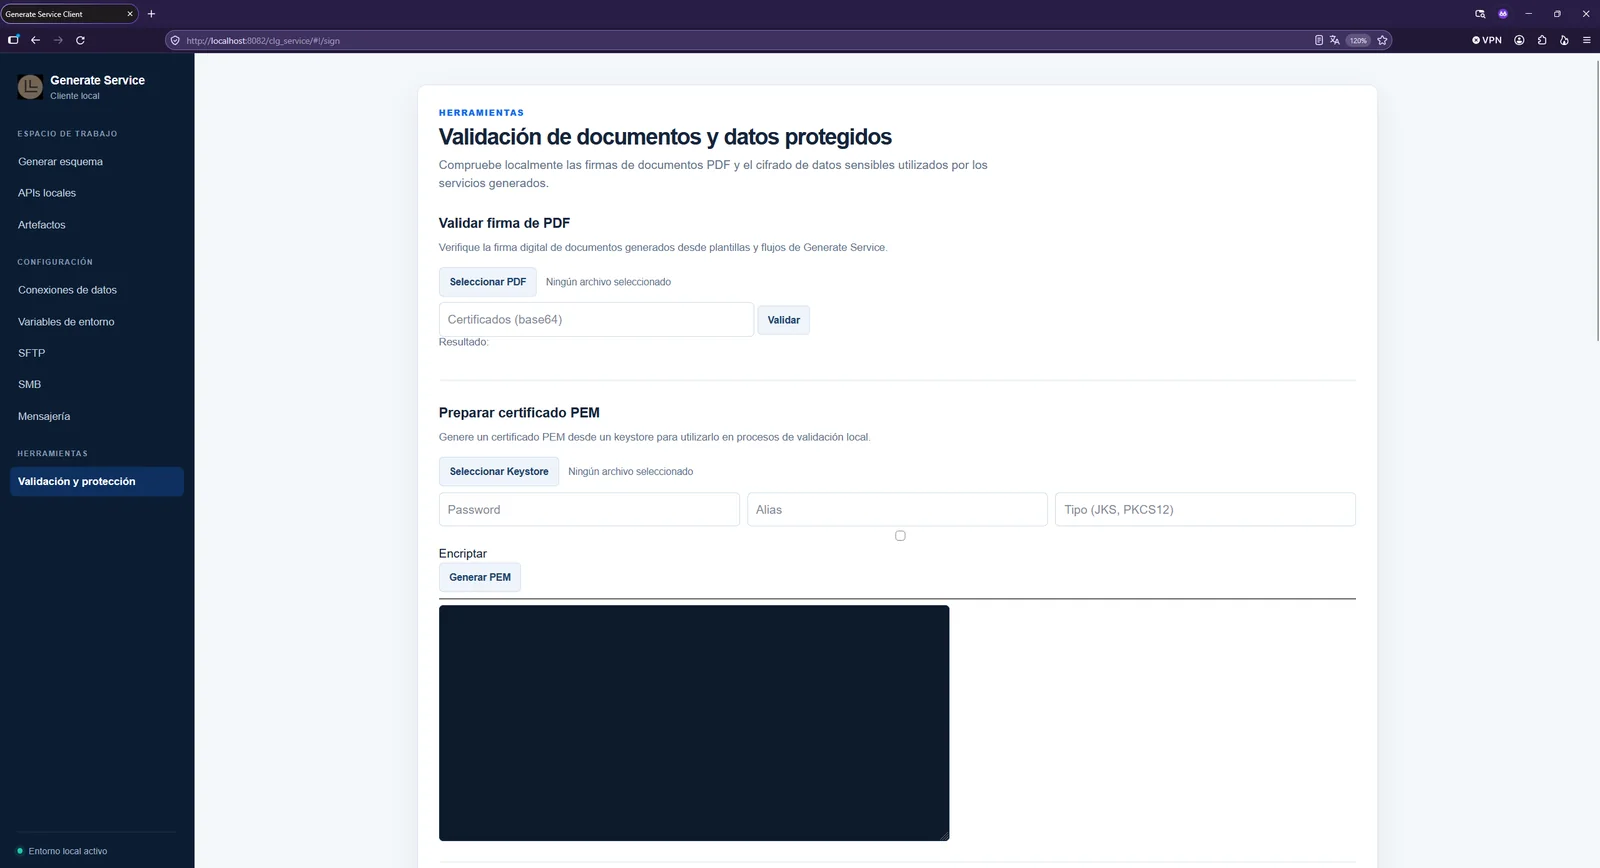 Generate Service Client
http://localhost:8082/clg_service/#!/sign
120%
VPN
Generate Service
Cliente local
ESPACIO DE TRABAJO
Generar esquema
APIs locales
Artefactos
CONFIGURACIÓN
Conexiones de datos
Variables de entorno
SFTP
SMB
Mensajería
HERRAMIENTAS
Validación y protección
Entorno local activo
HERRAMIENTAS
Validación de documentos y datos protegidos
Compruebe localmente las firmas de documentos PDF y el cifrado de datos sensibles utilizados por los
servicios generados.
Validar firma de PDF
Verifique la firma digital de documentos generados desde plantillas y flujos de Generate Service.
Seleccionar PDF Ningún archivo seleccionado
Certificados (base64) Validar
Resultado:
Preparar certificado PEM
Genere un certificado PEM desde un keystore para utilizarlo en procesos de validación local.
Seleccionar Keystore Ningún archivo seleccionado
Password Alias Tipo (JKS, PKCS12)
Encriptar
Generar PEM